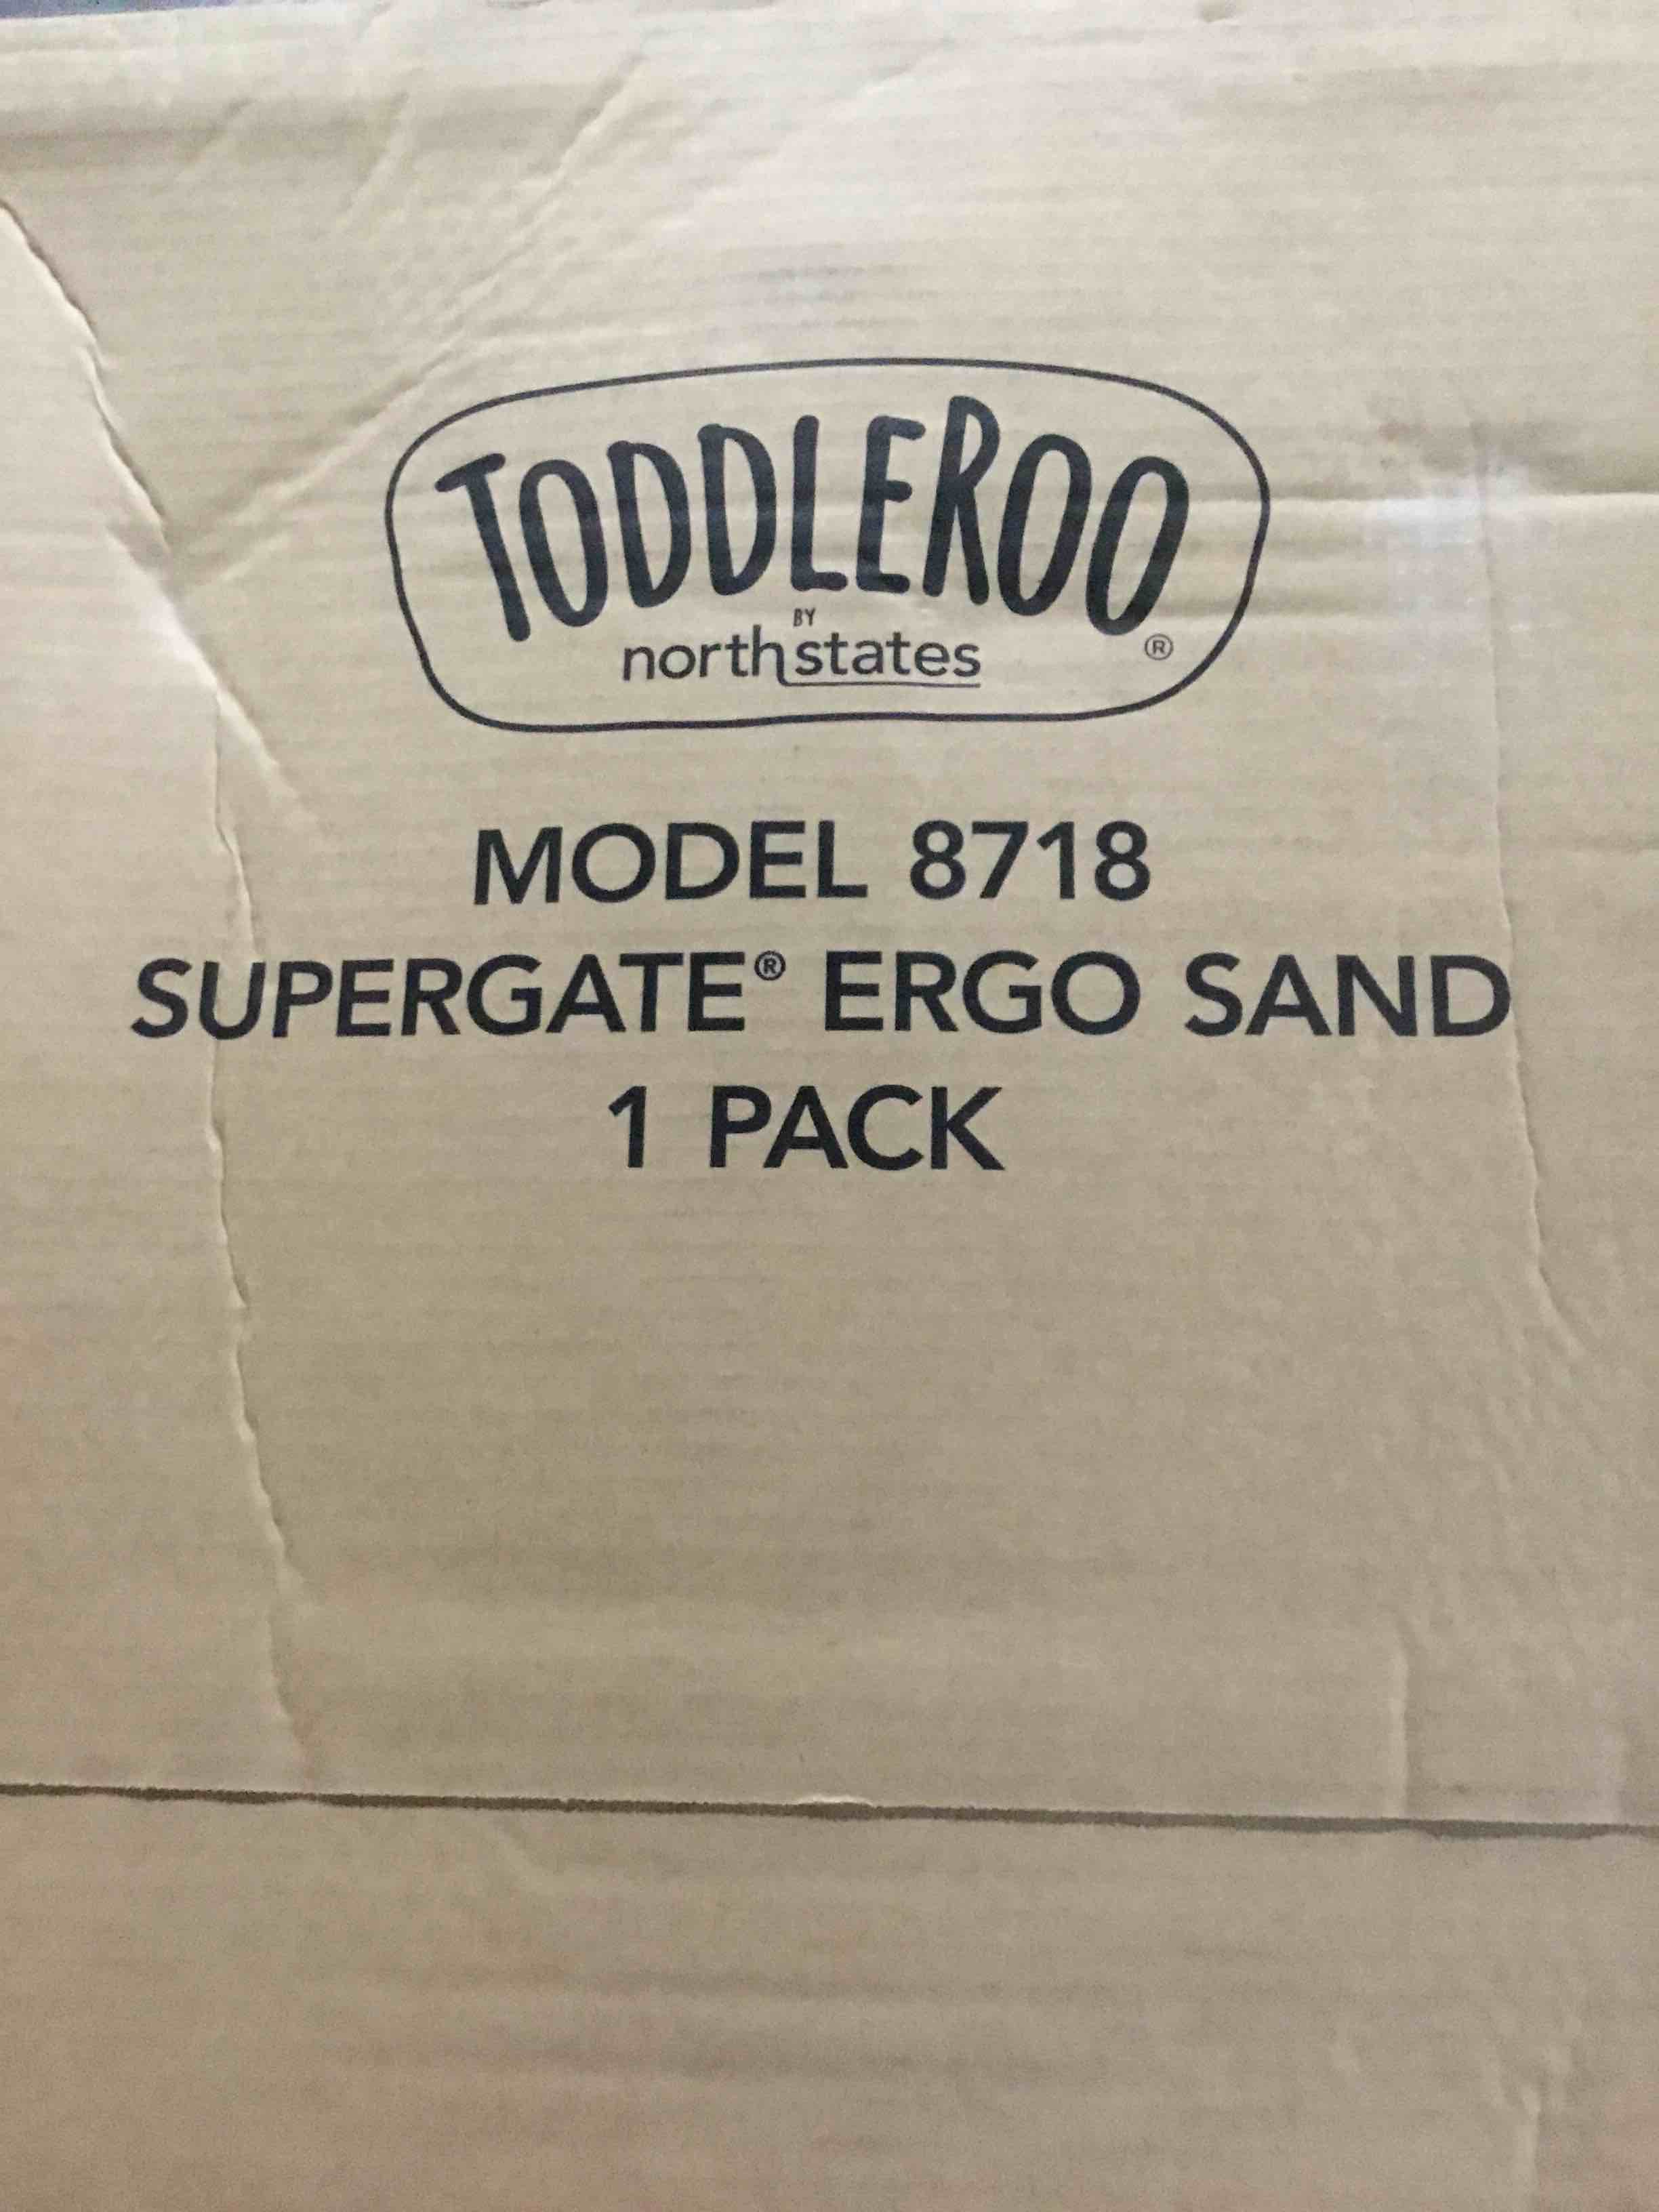 TODDLEROO
BY
northstates ®
MODEL 8718
SUPERGATE® ERGO SAND
1 PACK